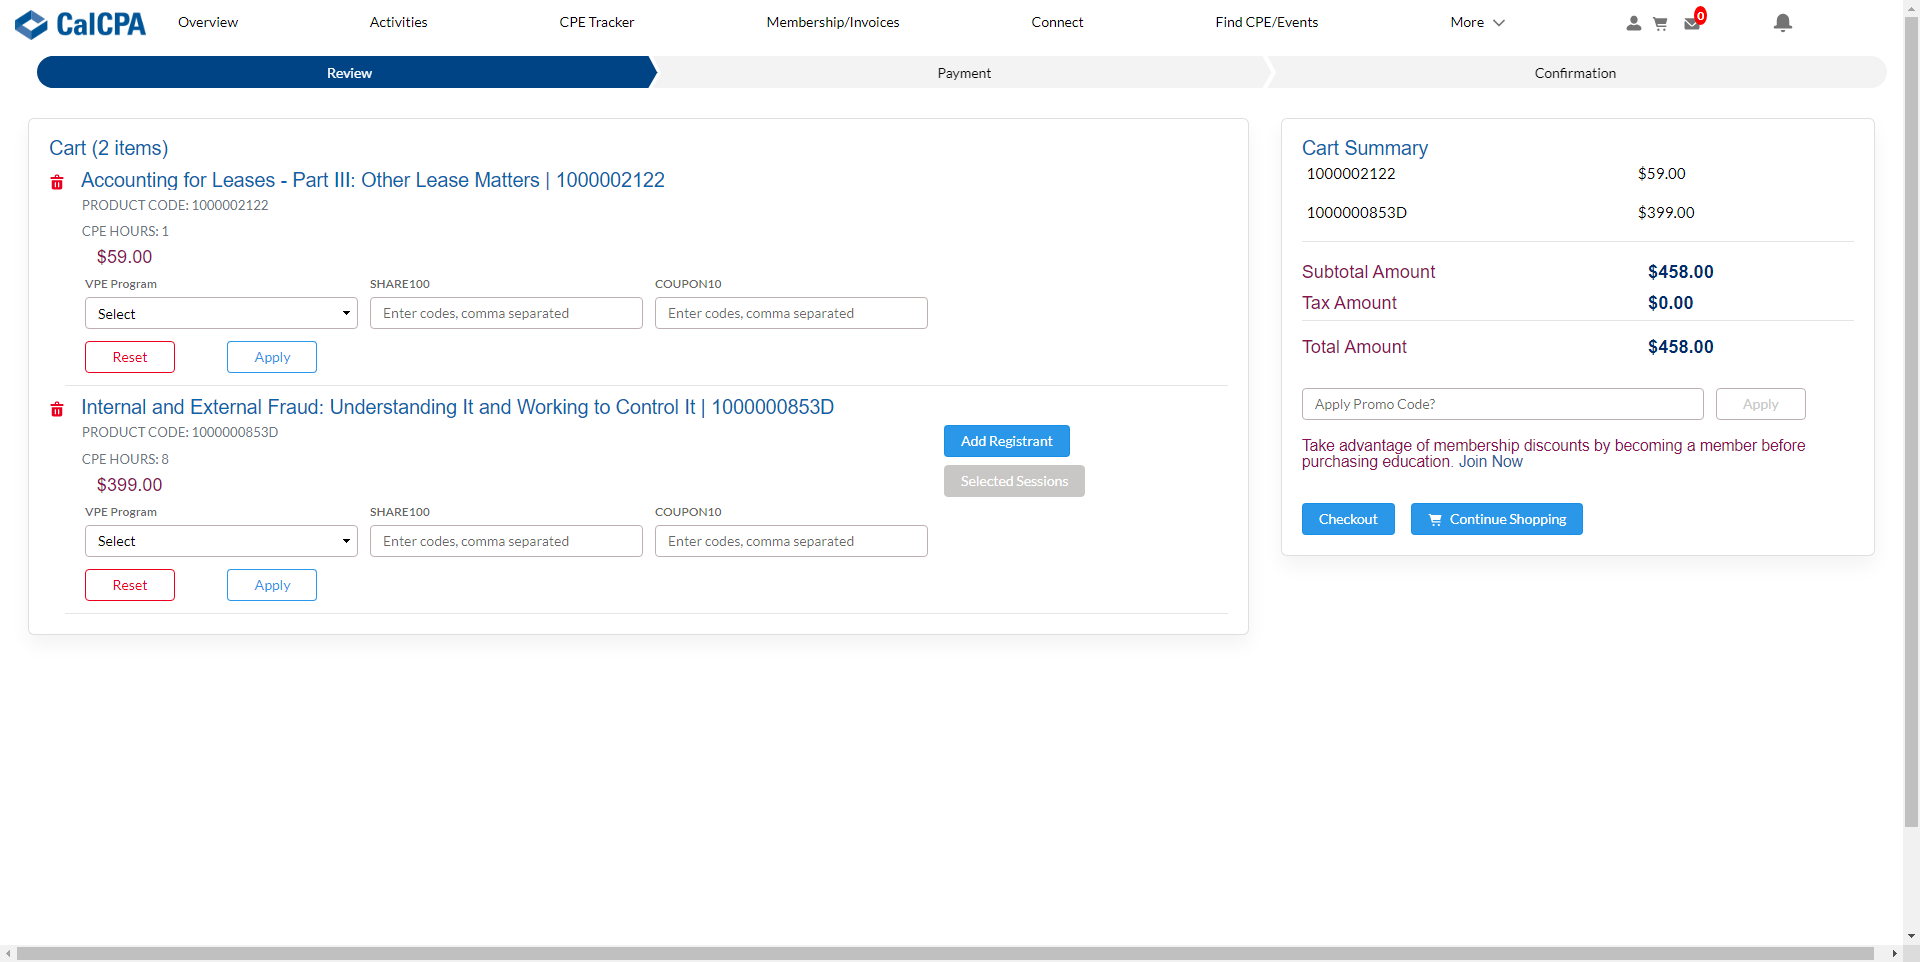 CalCPA
Overview
Activities
CPE Tracker
Membership/Invoices
Connect
Find CPE/Events
More
0
Review
Payment
Confirmation
Cart (2 items)
Accounting for Leases - Part III: Other Lease Matters | 1000002122
PRODUCT CODE: 1000002122
CPE HOURS: 1
$59.00
VPE Program
SHARE100
COUPON10
Select
Enter codes, comma separated
Enter codes, comma separated
Reset
Apply
Internal and External Fraud: Understanding It and Working to Control It | 1000000853D
PRODUCT CODE: 1000000853D
CPE HOURS: 8
$399.00
Add Registrant
Selected Sessions
VPE Program
SHARE100
COUPON10
Select
Enter codes, comma separated
Enter codes, comma separated
Reset
Apply
Cart Summary
1000002122 $59.00
1000000853D $399.00
Subtotal Amount $458.00
Tax Amount $0.00
Total Amount $458.00
Apply Promo Code?
Apply
Take advantage of membership discounts by becoming a member before
purchasing education. Join Now
Checkout
Continue Shopping